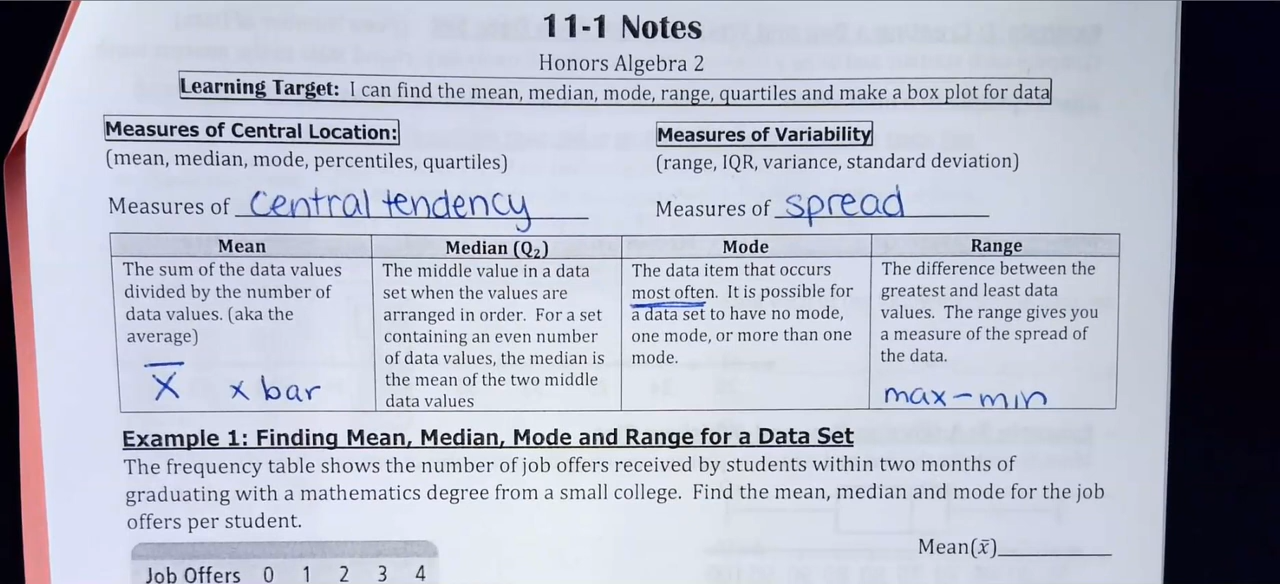 11-1 Notes
Honors Algebra 2
Learning Target: I can find the mean, median, mode, range, quartiles and make a box plot for data
Measures of Central Location:
(mean, median, mode, percentiles, quartiles)
Measures of central tendency
Measures of Variability
(range, IQR, variance, standard deviation)
Measures of spread
Mean
The sum of the data values
divided by the number of
data values. (aka the
average)
x̄ x bar
Median (Q₂)
The middle value in a data
set when the values are
arranged in order. For a set
containing an even number
of data values, the median is
the mean of the two middle
data values
Mode
The data item that occurs
most often. It is possible for
a data set to have no mode,
one mode, or more than one
mode.
Range
The difference between the
greatest and least data
values. The range gives you
a measure of the spread of
the data.
max-min
Example 1: Finding Mean, Median, Mode and Range for a Data Set
The frequency table shows the number of job offers received by students within two months of
graduating with a mathematics degree from a small college. Find the mean, median and mode for the job
offers per student.
Mean(x̄)
Job Offers 0 1 2 3 4